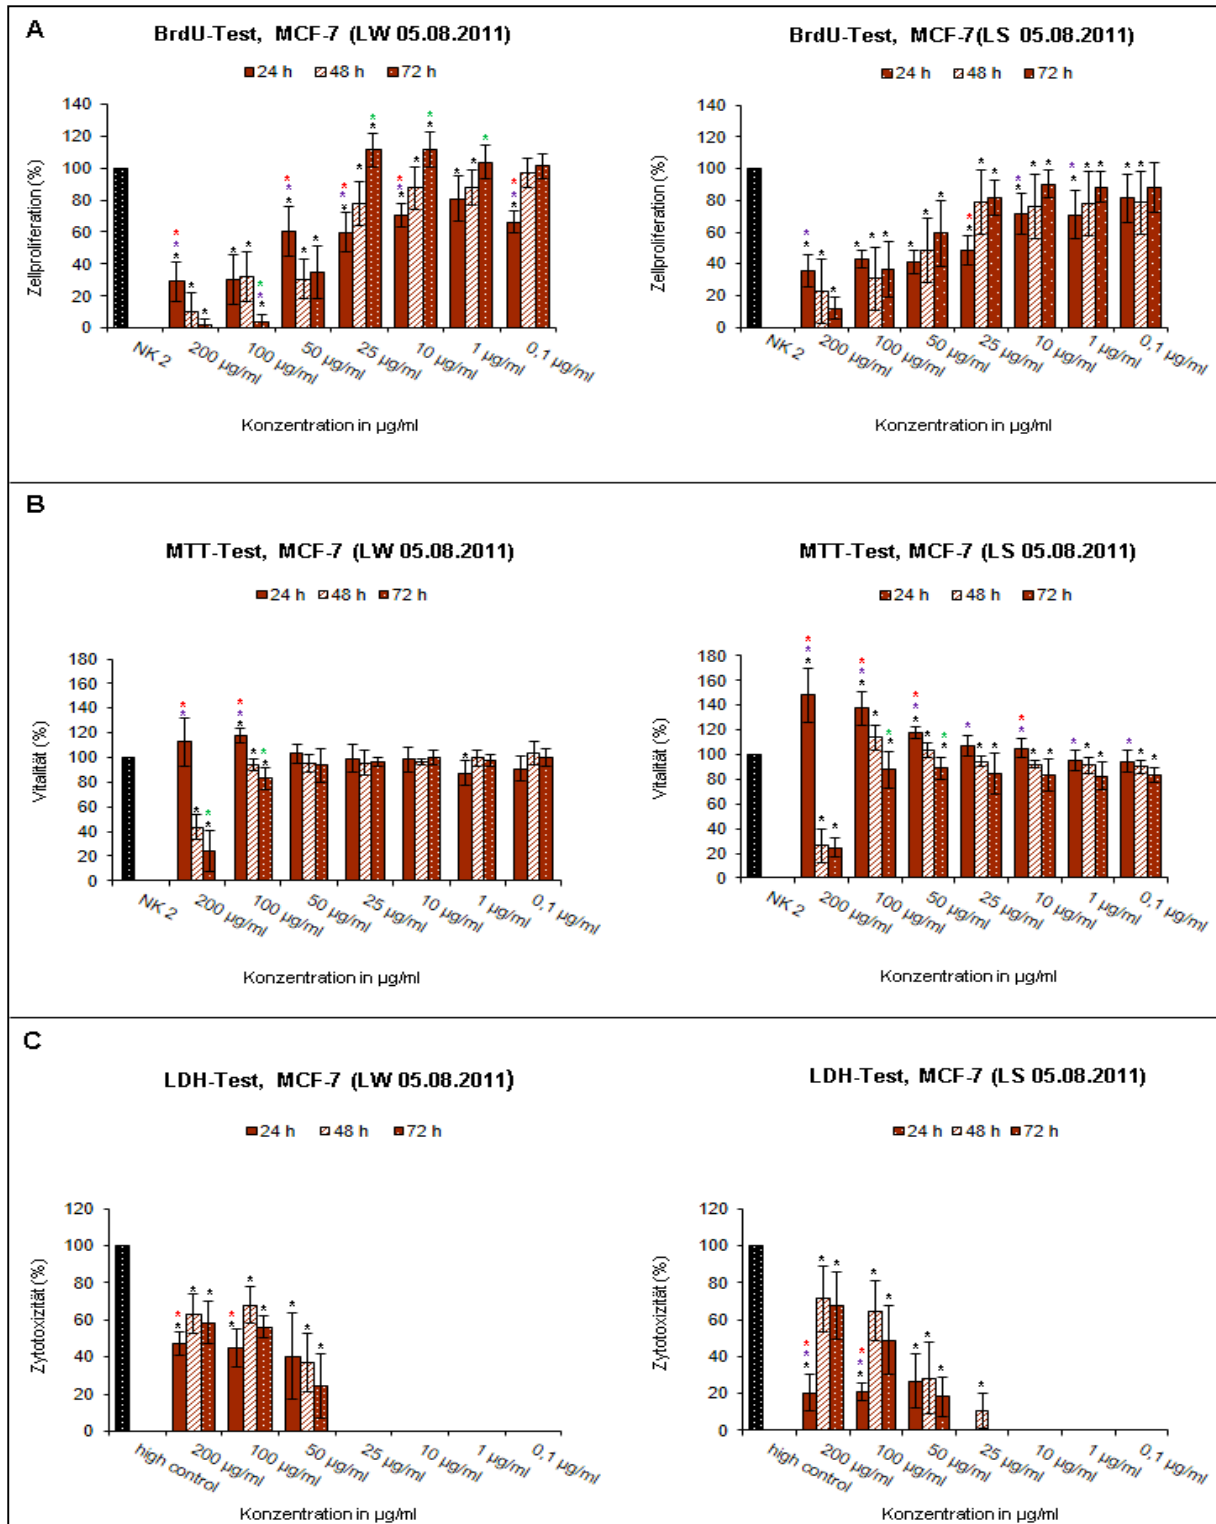 A
BrdU-Test, MCF-7 (LW 05.08.2011)
24 h 48 h 72 h
Zellproliferation (%)
140
120
100
80
60
40
20
0
NK 2 200 µg/ml 100 µg/ml 50 µg/ml 25 µg/ml 10 µg/ml 1 µg/ml 0,1 µg/ml
Konzentration in µg/ml
BrdU-Test, MCF-7(LS 05.08.2011)
24 h 48 h 72 h
Zellproliferation (%)
140
120
100
80
60
40
20
0
NK 2 200 µg/ml 100 µg/ml 50 µg/ml 25 µg/ml 10 µg/ml 1 µg/ml 0,1 µg/ml
Konzentration in µg/ml
B
MTT-Test, MCF-7 (LW 05.08.2011)
24 h 48 h 72 h
Vitalität (%)
180
160
140
120
100
80
60
40
20
0
NK 2 200 µg/ml 100 µg/ml 50 µg/ml 25 µg/ml 10 µg/ml 1 µg/ml 0,1 µg/ml
Konzentration in µg/ml
MTT-Test, MCF-7 (LS 05.08.2011)
24 h 48 h 72 h
Vitalität (%)
180
160
140
120
100
80
60
40
20
0
NK 2 200 µg/ml 100 µg/ml 50 µg/ml 25 µg/ml 10 µg/ml 1 µg/ml 0,1 µg/ml
Konzentration in µg/ml
C
LDH-Test, MCF-7 (LW 05.08.2011)
24 h 48 h 72 h
Zytotoxizität (%)
120
100
80
60
40
20
0
high control 200 µg/ml 100 µg/ml 50 µg/ml 25 µg/ml 10 µg/ml 1 µg/ml 0,1 µg/ml
Konzentration in µg/ml
LDH-Test, MCF-7 (LS 05.08.2011)
24 h 48 h 72 h
Zytotoxizität (%)
120
100
80
60
40
20
0
high control 200 µg/ml 100 µg/ml 50 µg/ml 25 µg/ml 10 µg/ml 1 µg/ml 0,1 µg/ml
Konzentration in µg/ml